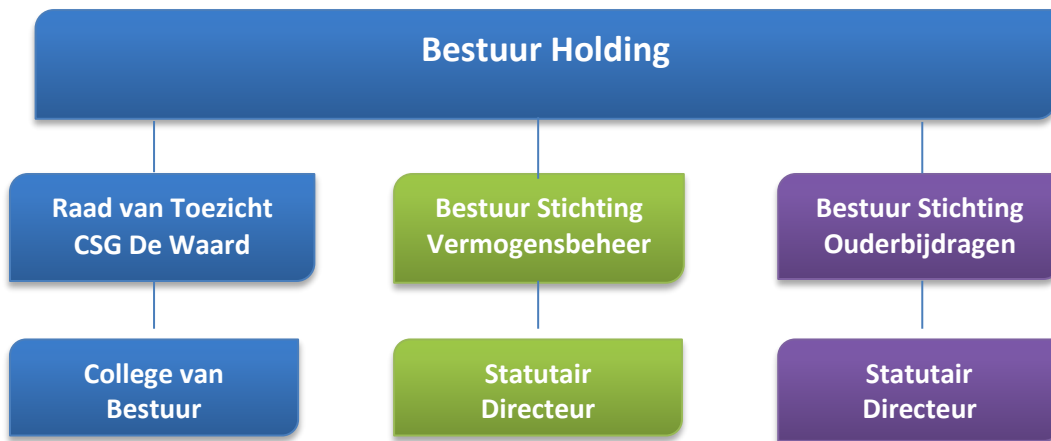 Bestuur Holding
Raad van Toezicht
CSG De Waard
Bestuur Stichting
Vermogensbeheer
Bestuur Stichting
Ouderbijdragen
College van
Bestuur
Statutair
Directeur
Statutair
Directeur